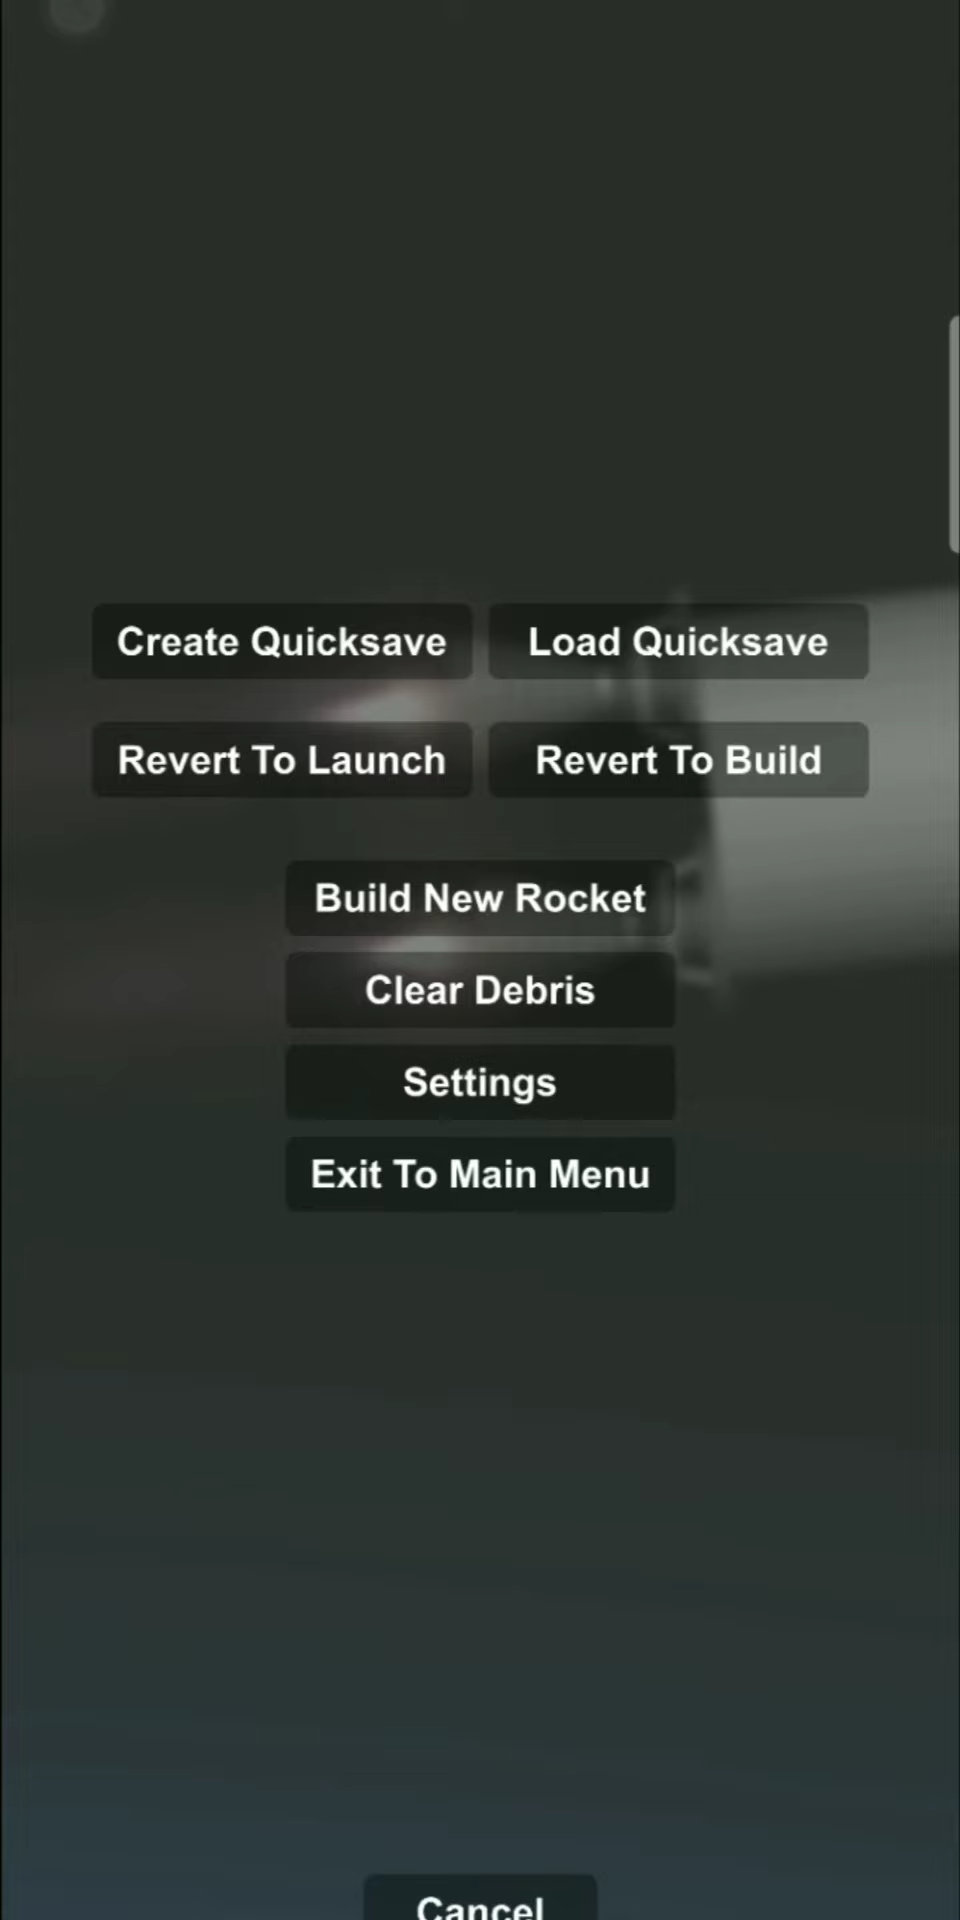 Create Quicksave
Load Quicksave
Revert To Launch
Revert To Build
Build New Rocket
Clear Debris
Settings
Exit To Main Menu
Cancel